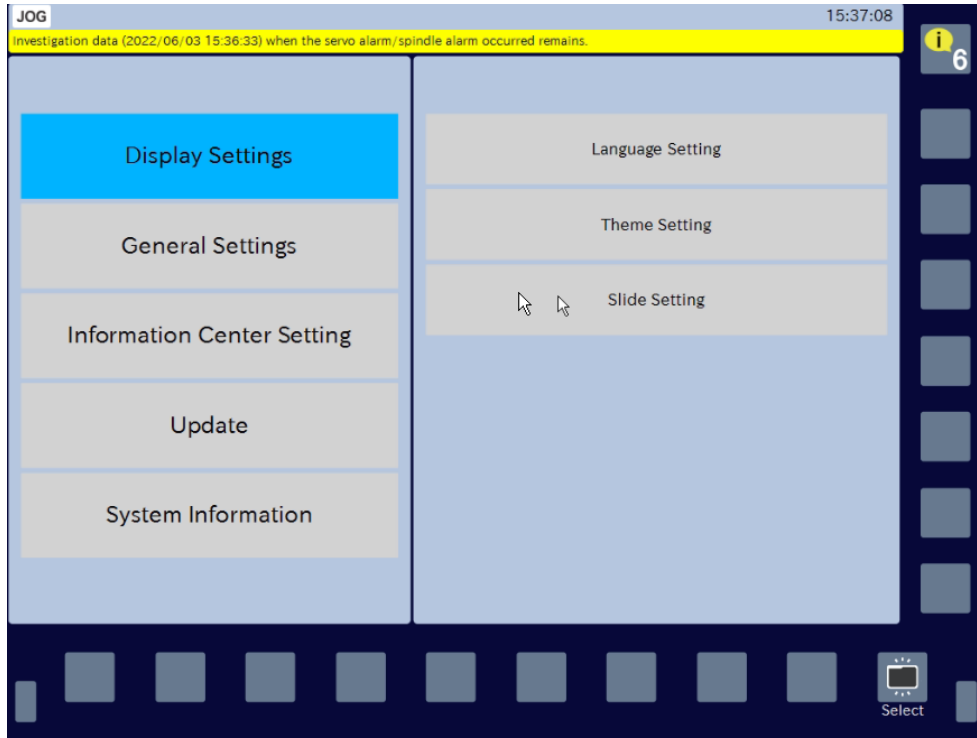 JOG
15:37:08
Investigation data (2022/06/03 15:36:33) when the servo alarm/spindle alarm occurred remains.
i
6
Display Settings
General Settings
Information Center Setting
Update
System Information
Language Setting
Theme Setting
Slide Setting
Select